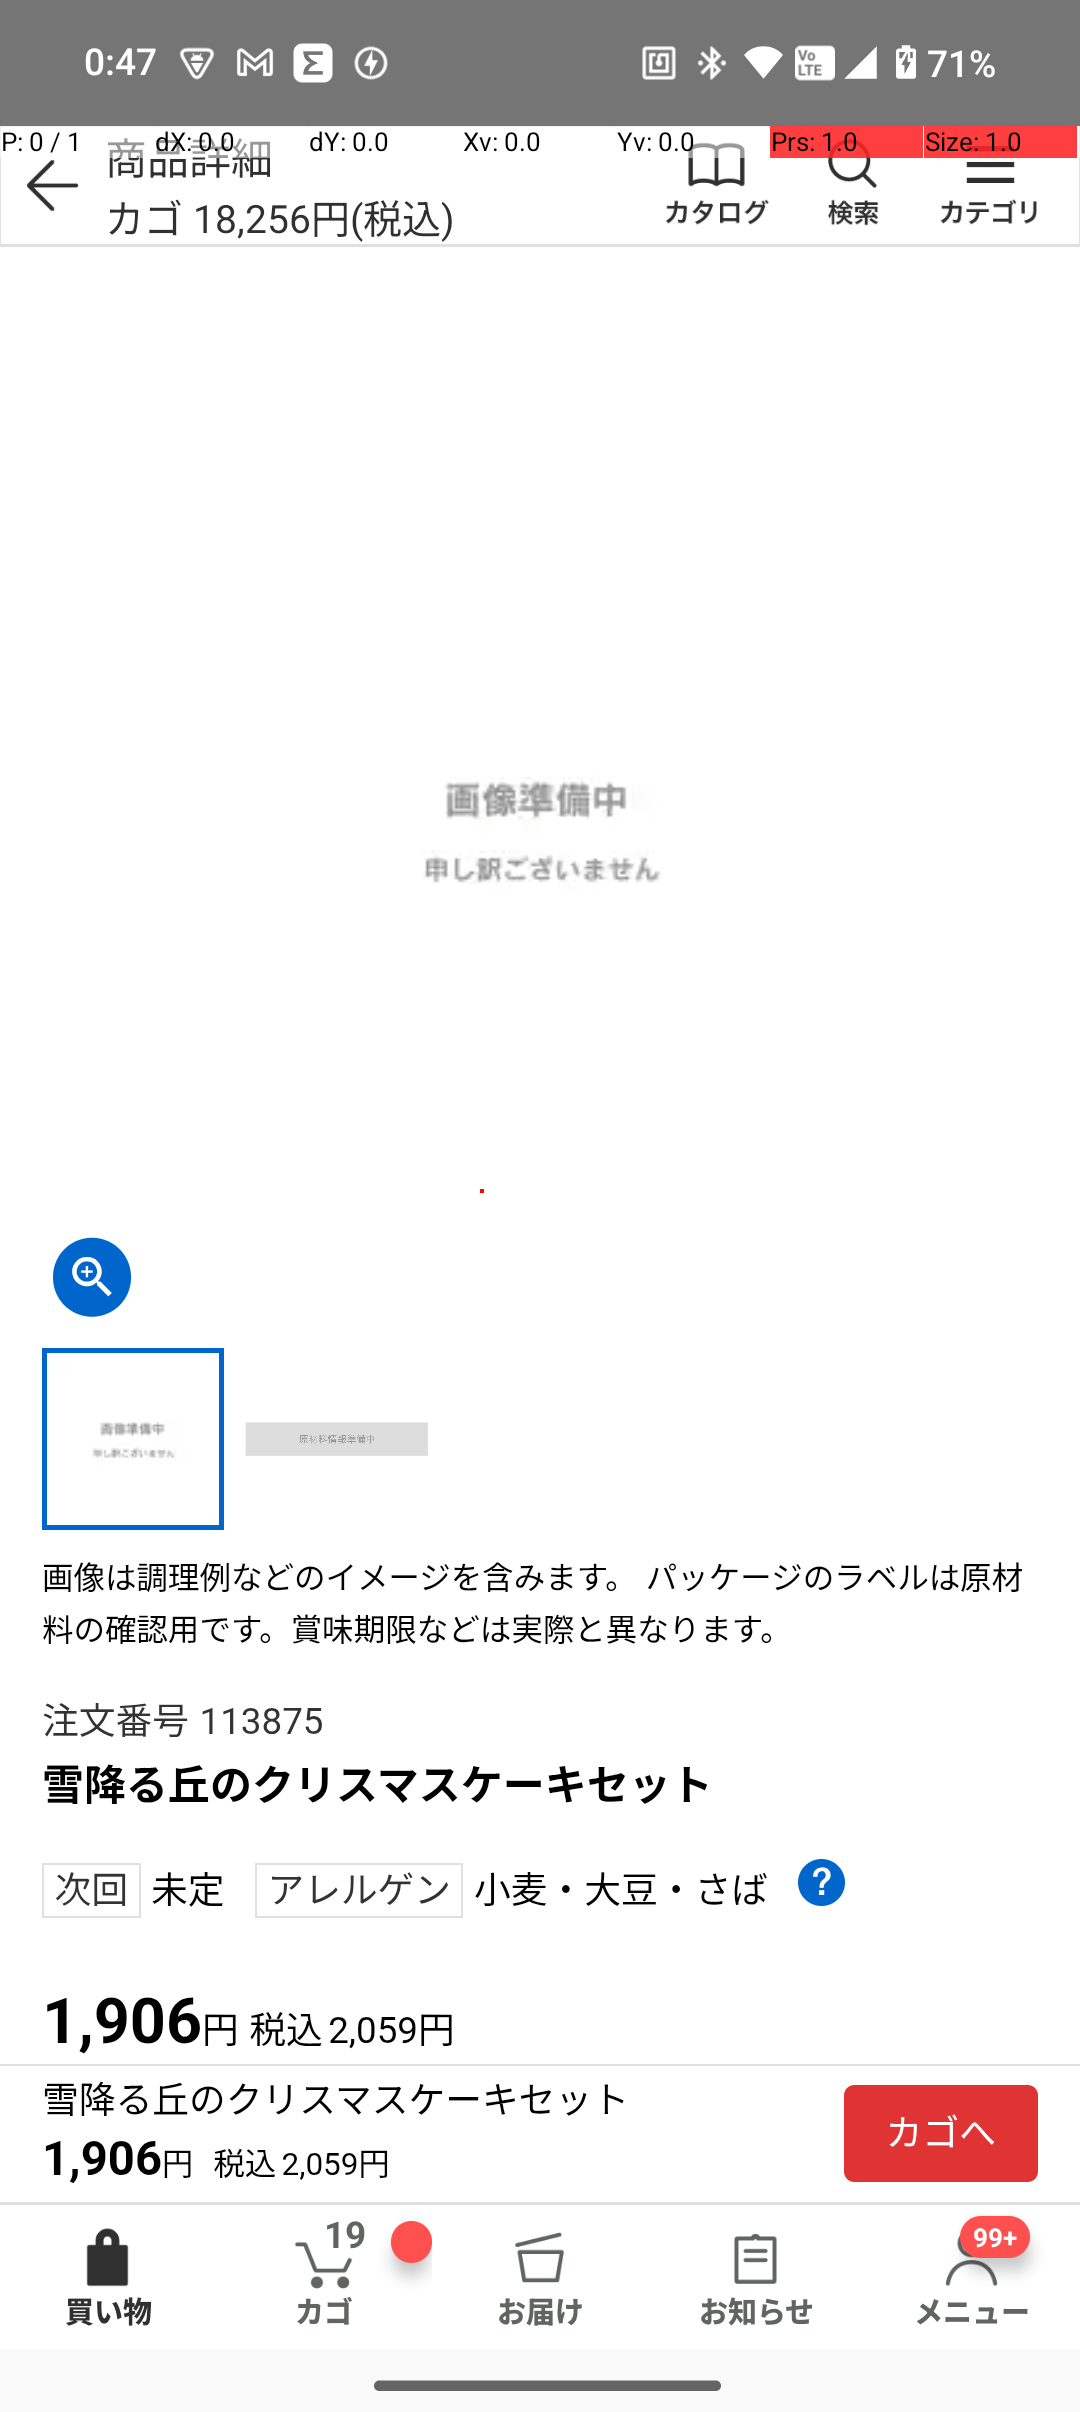 0:47
Vo LTE
71%
P: 0 / 1 dX: 0.0 dY: 0.0 Xv: 0.0 Yv: 0.0 Prs: 1.0 Size: 1.0
商品詳細
カゴ 18,256円(税込)
カタログ 検索 カテゴリ
画像準備中
申し訳ございません
画像準備中
申し訳ございません
原材料情報準備中
画像は調理例などのイメージを含みます。 パッケージのラベルは原材
料の確認用です。賞味期限などは実際と異なります。
注文番号 113875
雪降る丘のクリスマスケーキセット
次回 未定 アレルゲン 小麦・大豆・さば ?
1,906円 税込 2,059円
雪降る丘のクリスマスケーキセット
1,906円 税込 2,059円
カゴへ
19
99+
買い物 カゴ お届け お知らせ メニュー